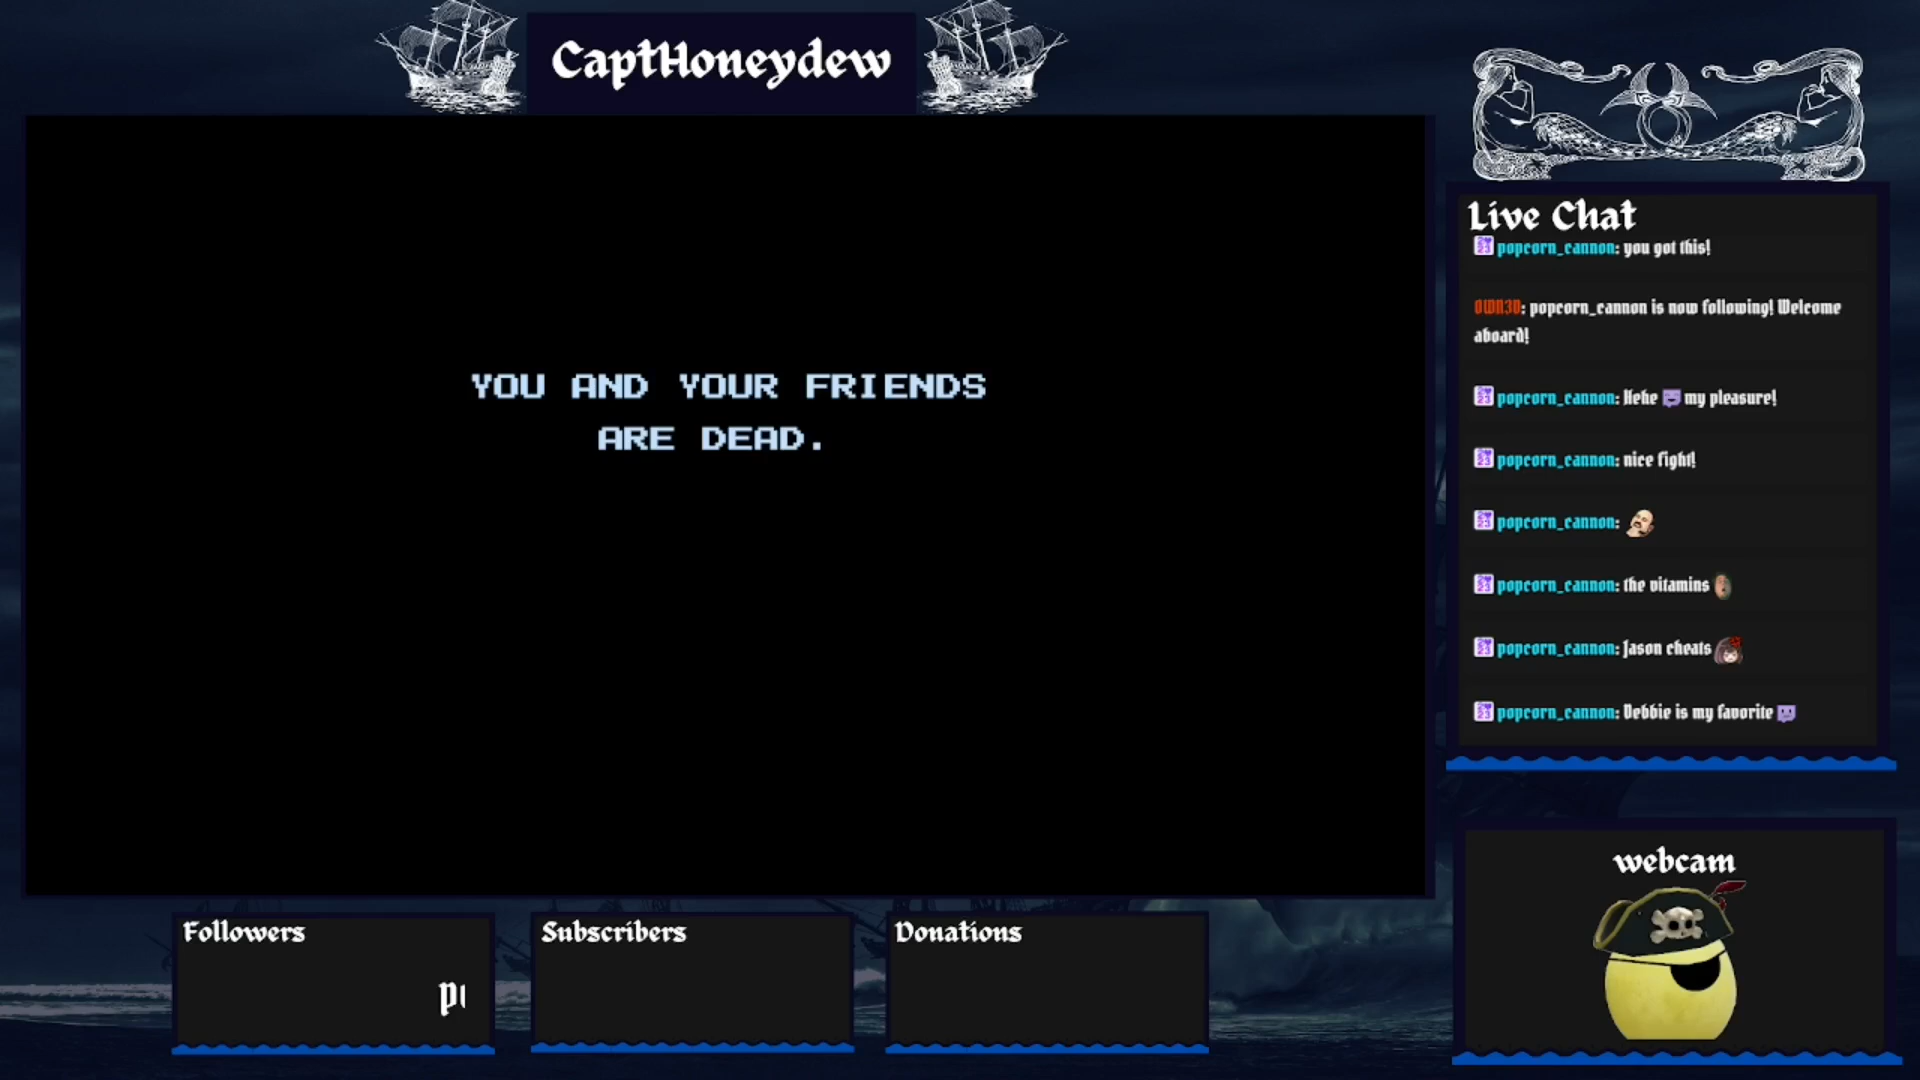 CaptHoneydew
YOU AND YOUR FRIENDS
ARE DEAD.
Live Chat
popcorn_cannon: you got this!
OWN3D: popcorn_cannon is now following! Welcome
aboard!
popcorn_cannon: Hehe my pleasure!
popcorn_cannon: nice fight!
popcorn_cannon:
popcorn_cannon: the vitamins
popcorn_cannon: Jason cheats
popcorn_cannon: Debbie is my favorite
webcam
Followers
Subscribers
Donations